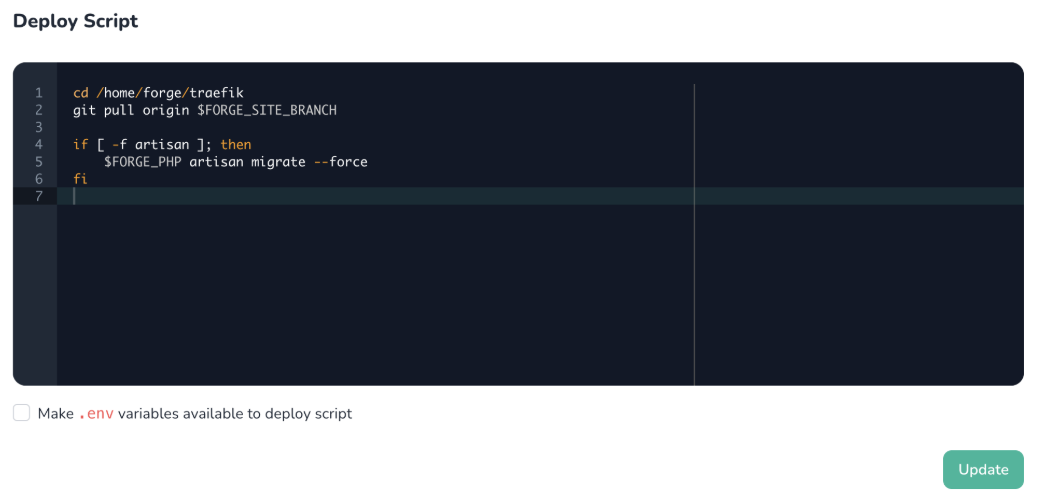 Deploy Script
1 cd /home/forge/traefik
2 git pull origin $FORGE_SITE_BRANCH
3
4 if [ -f artisan ]; then
5     $FORGE_PHP artisan migrate --force
6 fi
7
Make .env variables available to deploy script
Update